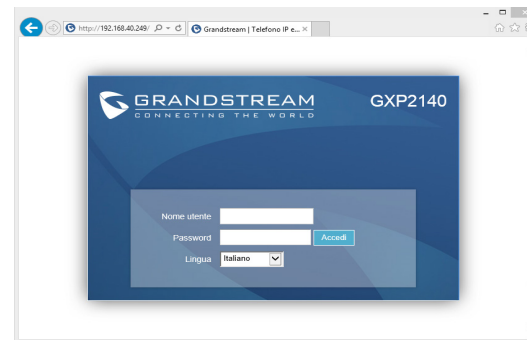 http://192.168.40.249/
Grandstream | Telefono IP e...
GRANDSTREAM
CONNECTING THE WORLD
GXP2140
Nome utente
Password
Accedi
Lingua
Italiano